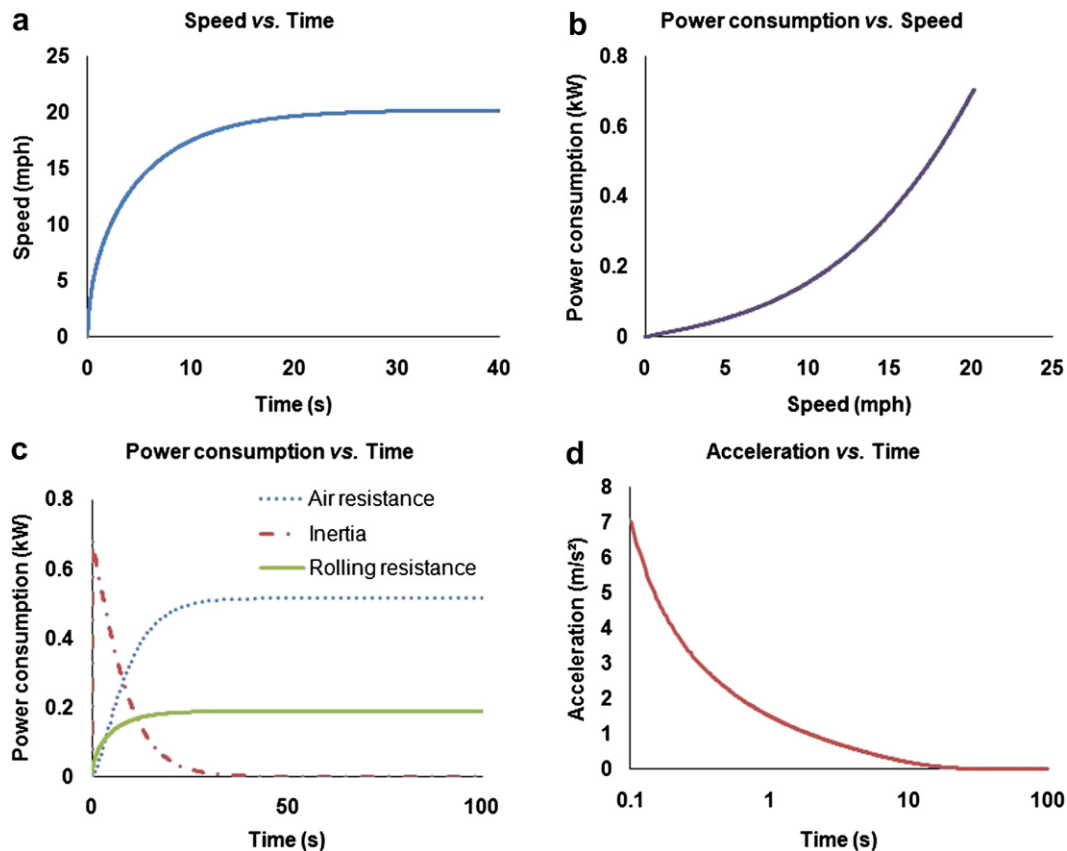 a
Speed vs. Time
25
20
15
10
5
0
Speed (mph)
0 10 20 30 40
Time (s)
b
Power consumption vs. Speed
0.8
0.6
0.4
0.2
0
Power consumption (kW)
0 5 10 15 20 25
Speed (mph)
c
Power consumption vs. Time
0.8
0.6
0.4
0.2
0
Power consumption (kW)
Air resistance
Inertia
Rolling resistance
0 50 100
Time (s)
d
Acceleration vs. Time
8
7
6
5
4
3
2
1
0
Acceleration (m/s²)
0.1 1 10 100
Time (s)